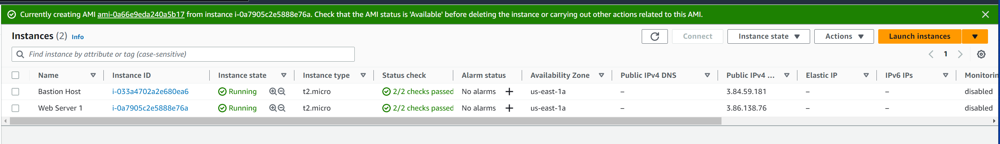 Currently creating AMI ami-0a66e9eda240a5b17 from instance i-0a7905c2e5888e76a. Check that the AMI status is 'Available' before deleting the instance or carrying out other actions related to this AMI.
Instances (2) Info Connect Instance state Actions Launch instances
Find instance by attribute or tag (case-sensitive) 1
Name Instance ID Instance state Instance type Status check Alarm status Availability Zone Public IPv4 DNS Public IPv4 ... Elastic IP IPv6 IPs Monitorin
Bastion Host i-033a4702a2e680ea6 Running t2.micro 2/2 checks passed No alarms + us-east-1a – 3.84.59.181 – – disabled
Web Server 1 i-0a7905c2e5888e76a Running t2.micro 2/2 checks passed No alarms + us-east-1a – 3.86.138.76 – – disabled